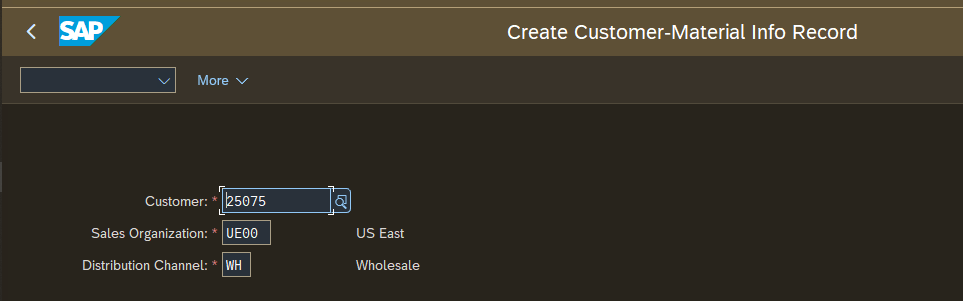 SAP Create Customer-Material Info Record
More
Customer: * 25075
Sales Organization: * UE00 US East
Distribution Channel: * WH Wholesale